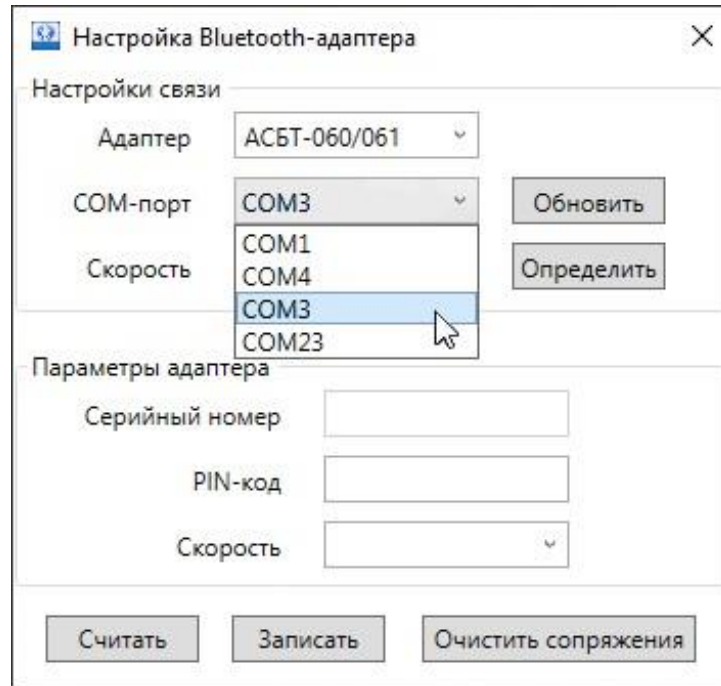 Настройка Bluetooth-адаптера
Настройки связи
Адаптер АСБТ-060/061
COM-порт COM3 Обновить
COM1
Скорость COM4 Определить
COM3
COM23
Параметры адаптера
Серийный номер
PIN-код
Скорость
Считать Записать Очистить сопряжения